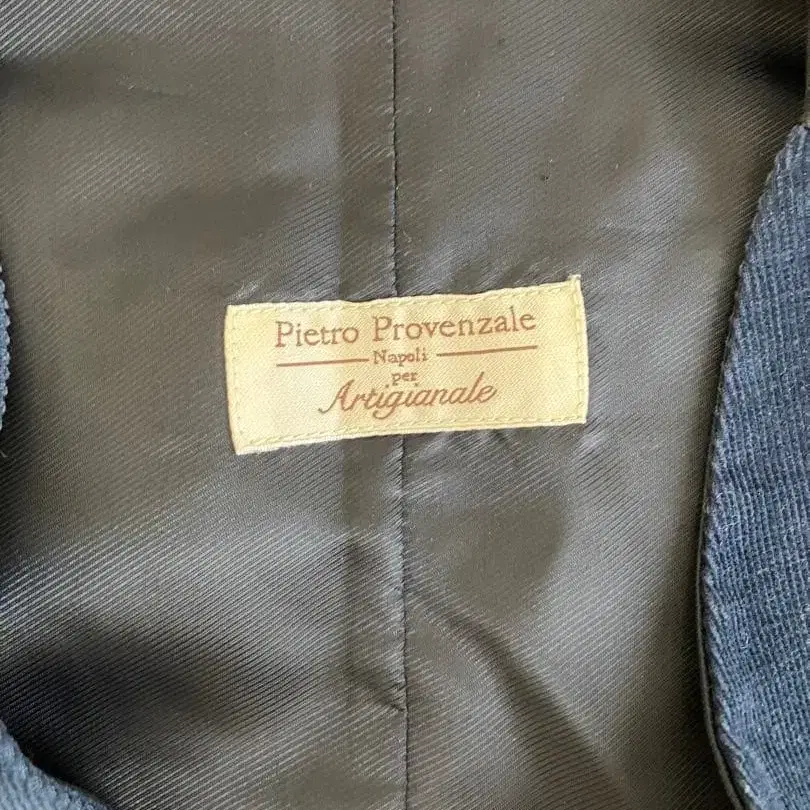 Pietro Provenzale
Napoli
per
Artigianale